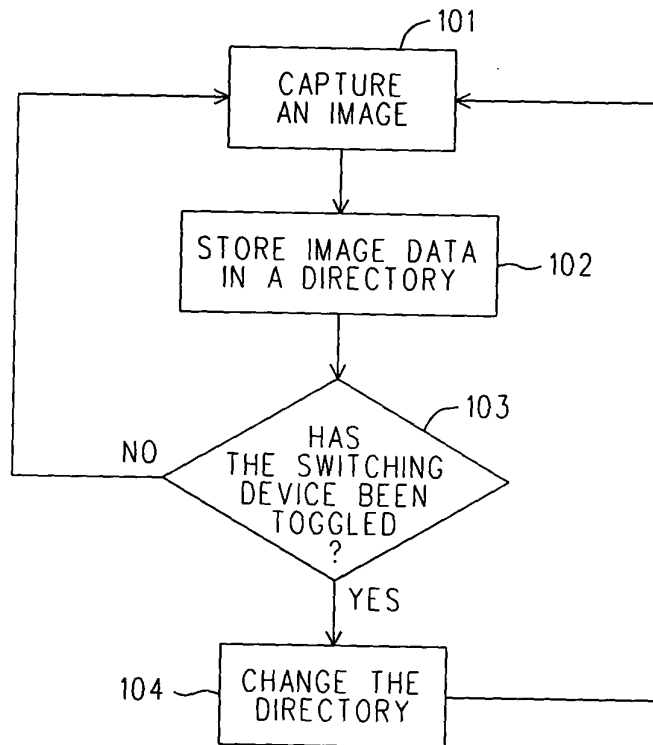 101
CAPTURE
AN IMAGE
STORE IMAGE DATA
IN A DIRECTORY
102
103
HAS
THE SWITCHING
DEVICE BEEN
TOGGLED
?
NO
YES
104
CHANGE THE
DIRECTORY